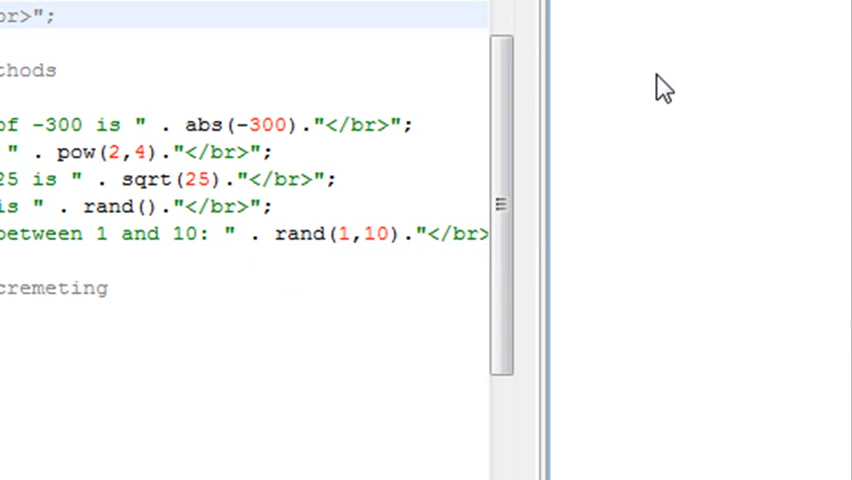 br>";
thods
of -300 is " . abs(-300)."</br>";
" . pow(2,4)."</br>";
25 is " . sqrt(25)."</br>";
is " . rand()."</br>";
between 1 and 10: " . rand(1,10)."</br>
cremeting